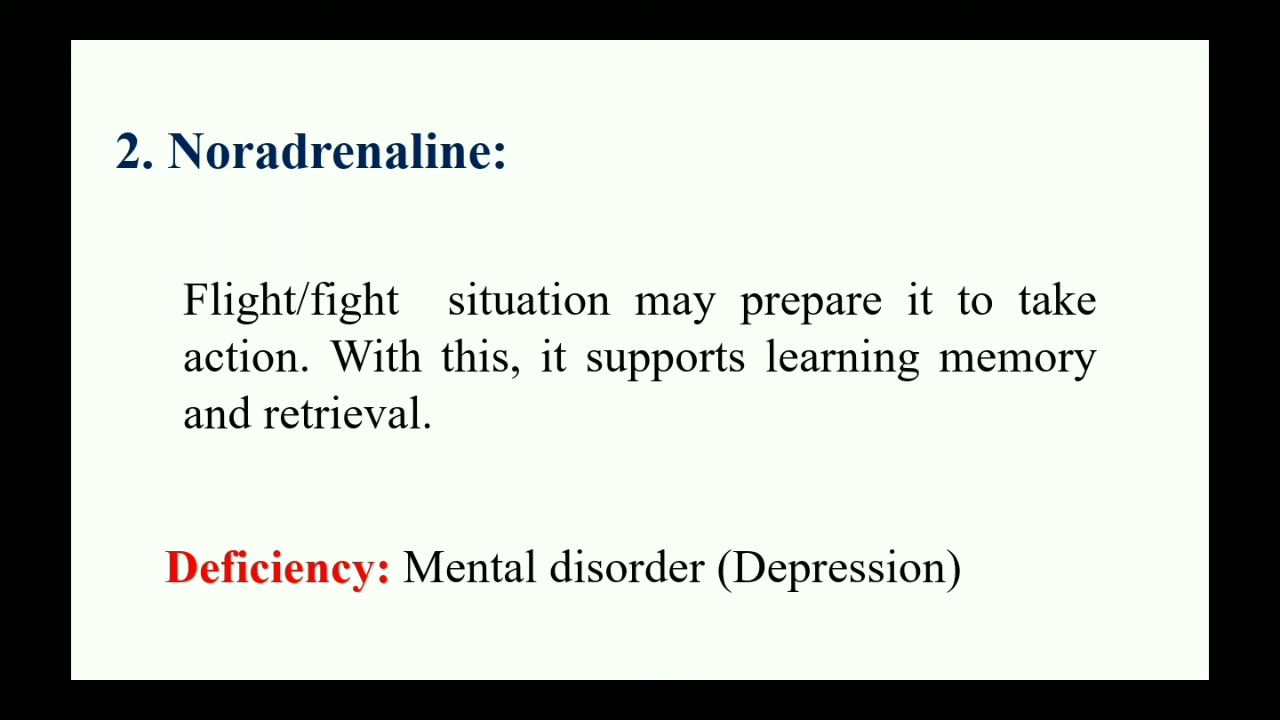 2. Noradrenaline:
Flight/fight situation may prepare it to take
action. With this, it supports learning memory
and retrieval.
Deficiency: Mental disorder (Depression)